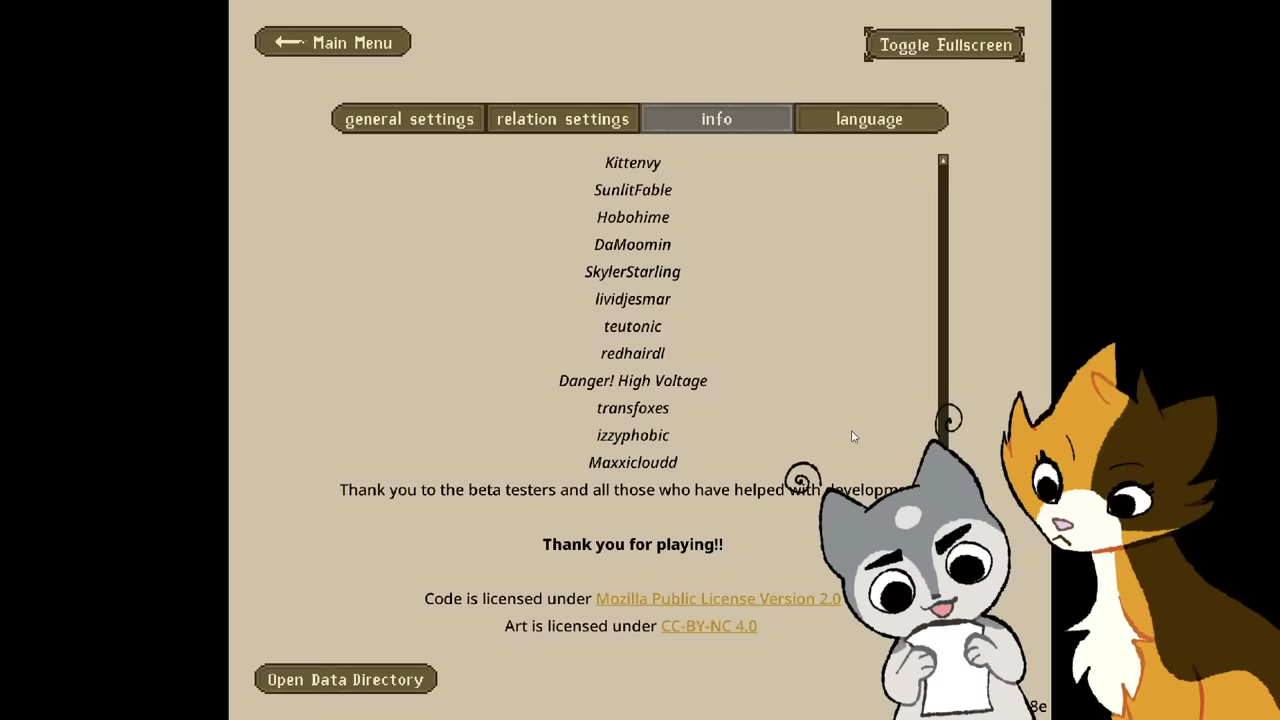 Main Menu
Toggle Fullscreen
general settings
relation settings
info
language
Kittenvy
SunlitFable
Hobohime
DaMoomin
SkylerStarling
lividjesmar
teutonic
redhairdl
Danger! High Voltage
transfoxes
izzyphobic
Maxxicloudd
Thank you to the beta testers and all those who have helped with
Thank you for playing!!
Code is licensed under Mozilla Public License Version 2.0
Art is licensed under CC-BY-NC 4.0
Open Data Directory
8e